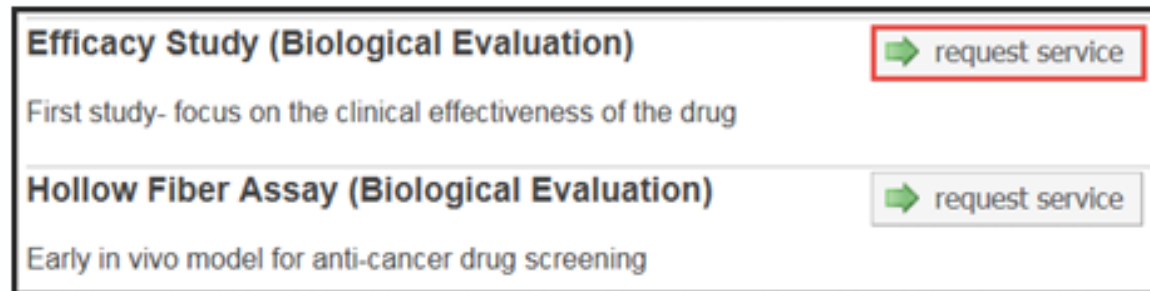 Efficacy Study (Biological Evaluation)
request service
First study- focus on the clinical effectiveness of the drug
Hollow Fiber Assay (Biological Evaluation)
request service
Early in vivo model for anti-cancer drug screening